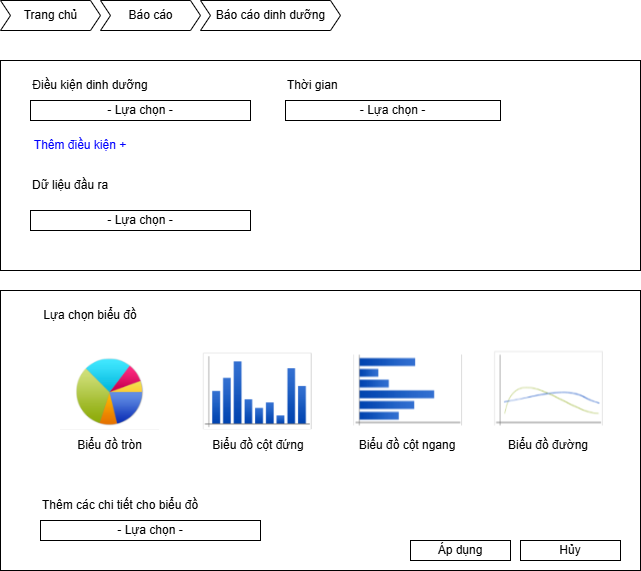 Trang chủ
Báo cáo
Báo cáo dinh dưỡng
Điều kiện dinh dưỡng
Thời gian
- Lựa chọn -
- Lựa chọn -
Thêm điều kiện +
Dữ liệu đầu ra
- Lựa chọn -
Lựa chọn biểu đồ
Biểu đồ tròn
Biểu đồ cột đứng
Biểu đồ cột ngang
Biểu đồ đường
Thêm các chi tiết cho biểu đồ
- Lựa chọn -
Áp dụng
Hủy